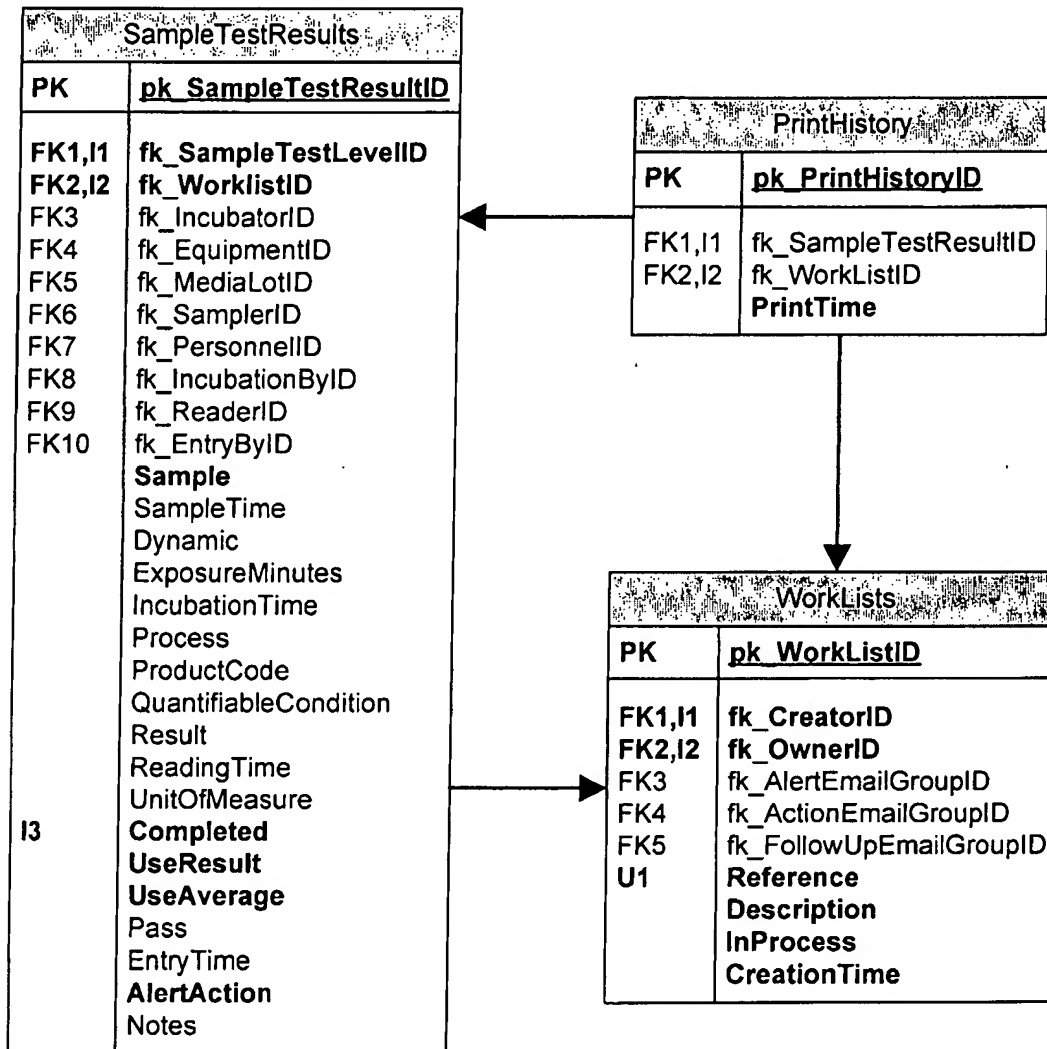 SampleTestResults
PK pk_SampleTestResultID
FK1,I1 fk_SampleTestLevelID
FK2,I2 fk_WorklistID
FK3 fk_IncubatorID
FK4 fk_EquipmentID
FK5 fk_MediaLotID
FK6 fk_SamplerID
FK7 fk_PersonnelID
FK8 fk_IncubationByID
FK9 fk_ReaderID
FK10 fk_EntryByID
Sample
SampleTime
Dynamic
ExposureMinutes
IncubationTime
Process
ProductCode
QuantifiableCondition
Result
ReadingTime
UnitOfMeasure
I3 Completed
UseResult
UseAverage
Pass
EntryTime
AlertAction
Notes
PrintHistory
PK pk_PrintHistoryID
FK1,I1 fk_SampleTestResultID
FK2,I2 fk_WorkListID
PrintTime
WorkLists
PK pk_WorkListID
FK1,I1 fk_CreatorID
FK2,I2 fk_OwnerID
FK3 fk_AlertEmailGroupID
FK4 fk_ActionEmailGroupID
FK5 fk_FollowUpEmailGroupID
U1 Reference
Description
InProcess
CreationTime